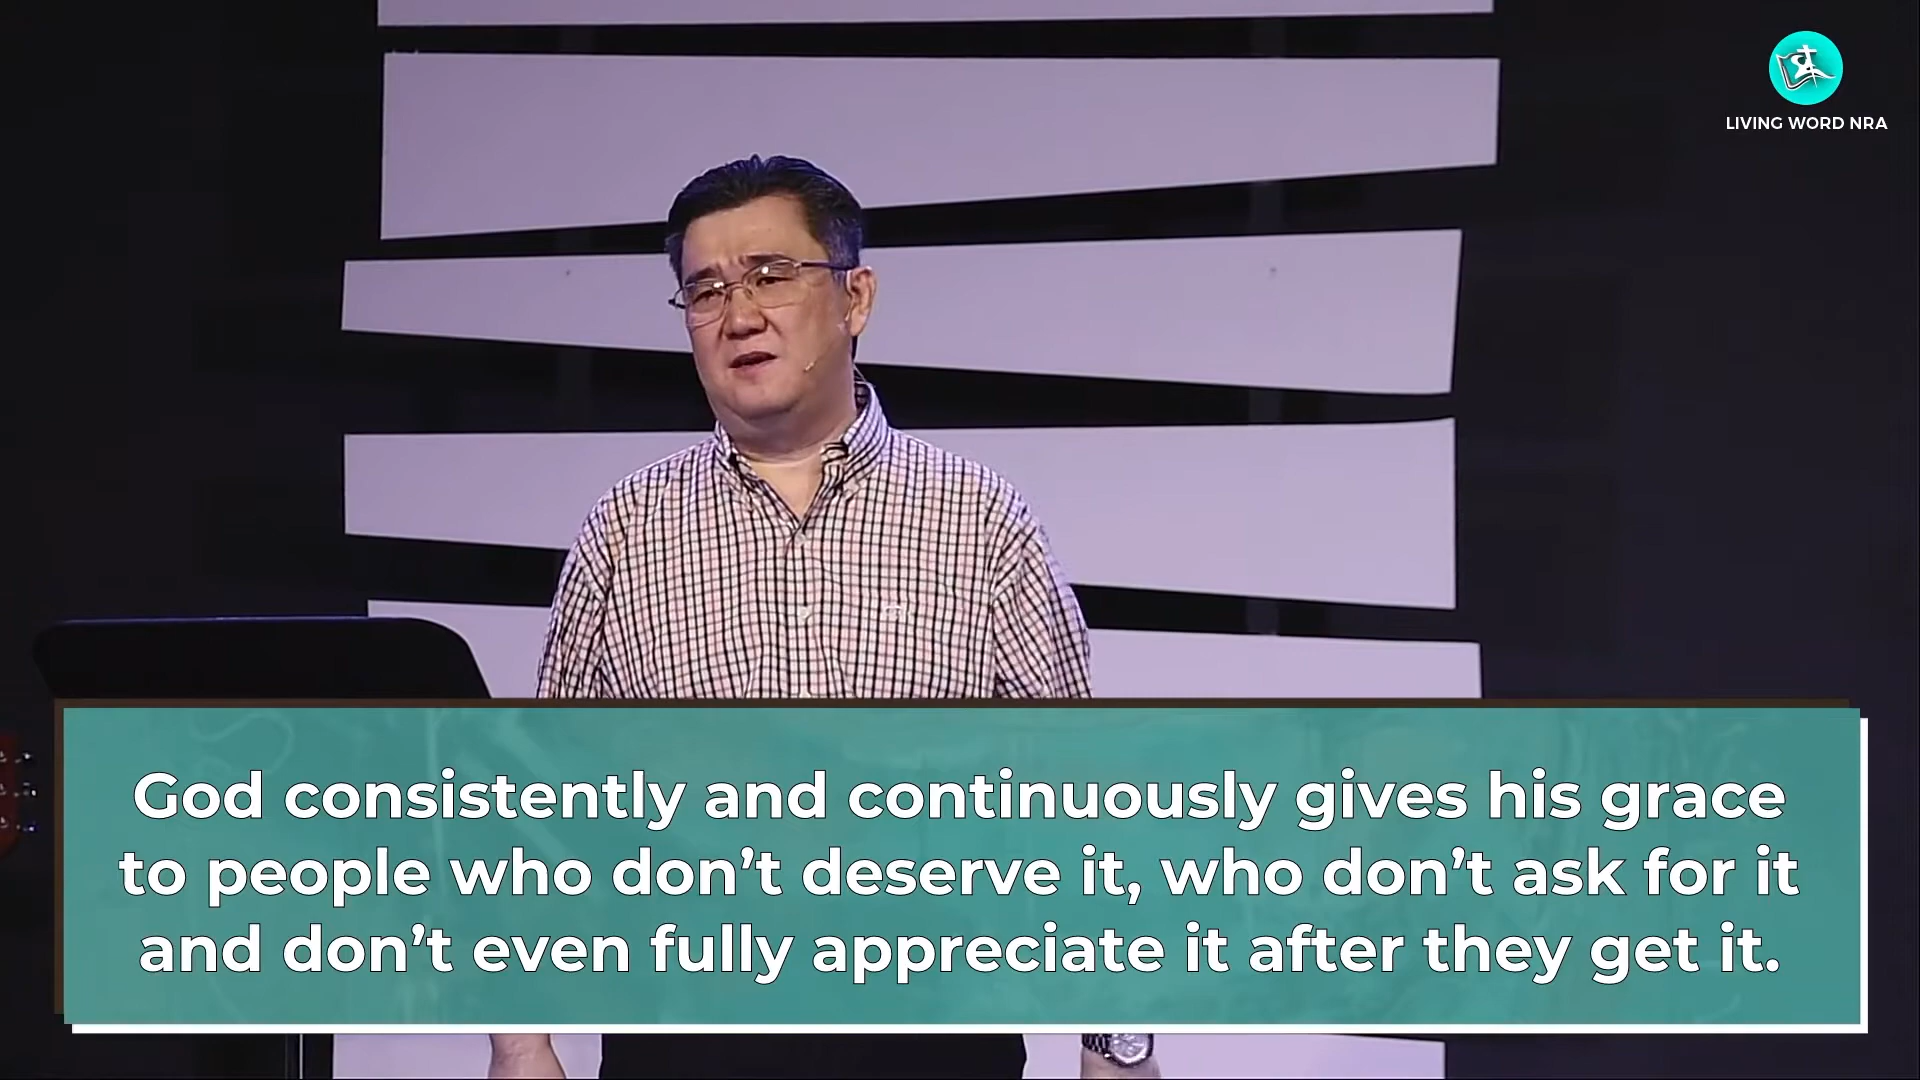 LIVING WORD NRA
God consistently and continuously gives his grace
to people who don’t deserve it, who don’t ask for it
and don’t even fully appreciate it after they get it.